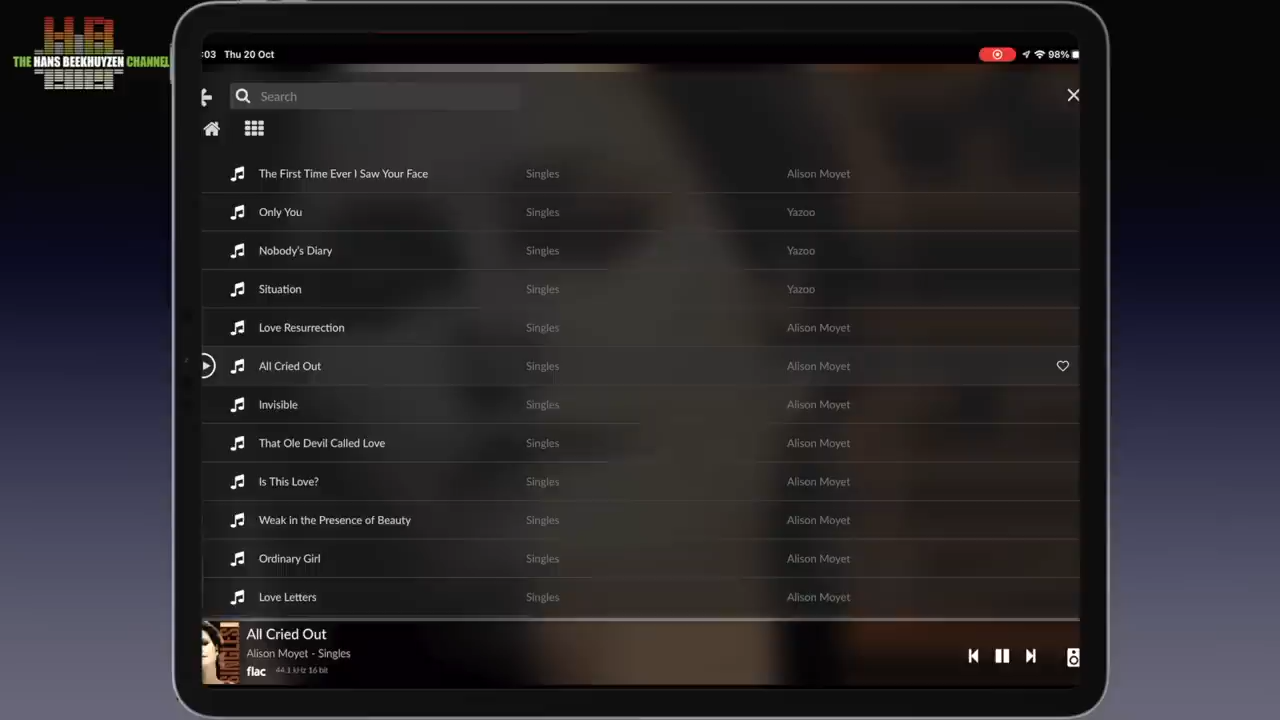 THE HANS BEEKHUYZEN CHANNEL
:03 Thu 20 Oct 98%
Search
The First Time Ever I Saw Your Face Singles Alison Moyet
Only You Singles Yazoo
Nobody's Diary Singles Yazoo
Situation Singles Yazoo
Love Resurrection Singles Alison Moyet
All Cried Out Singles Alison Moyet
Invisible Singles Alison Moyet
That Ole Devil Called Love Singles Alison Moyet
Is This Love? Singles Alison Moyet
Weak in the Presence of Beauty Singles Alison Moyet
Ordinary Girl Singles Alison Moyet
Love Letters Singles Alison Moyet
SINGLES
All Cried Out
Alison Moyet - Singles
flac 44.1 kHz 16 bit